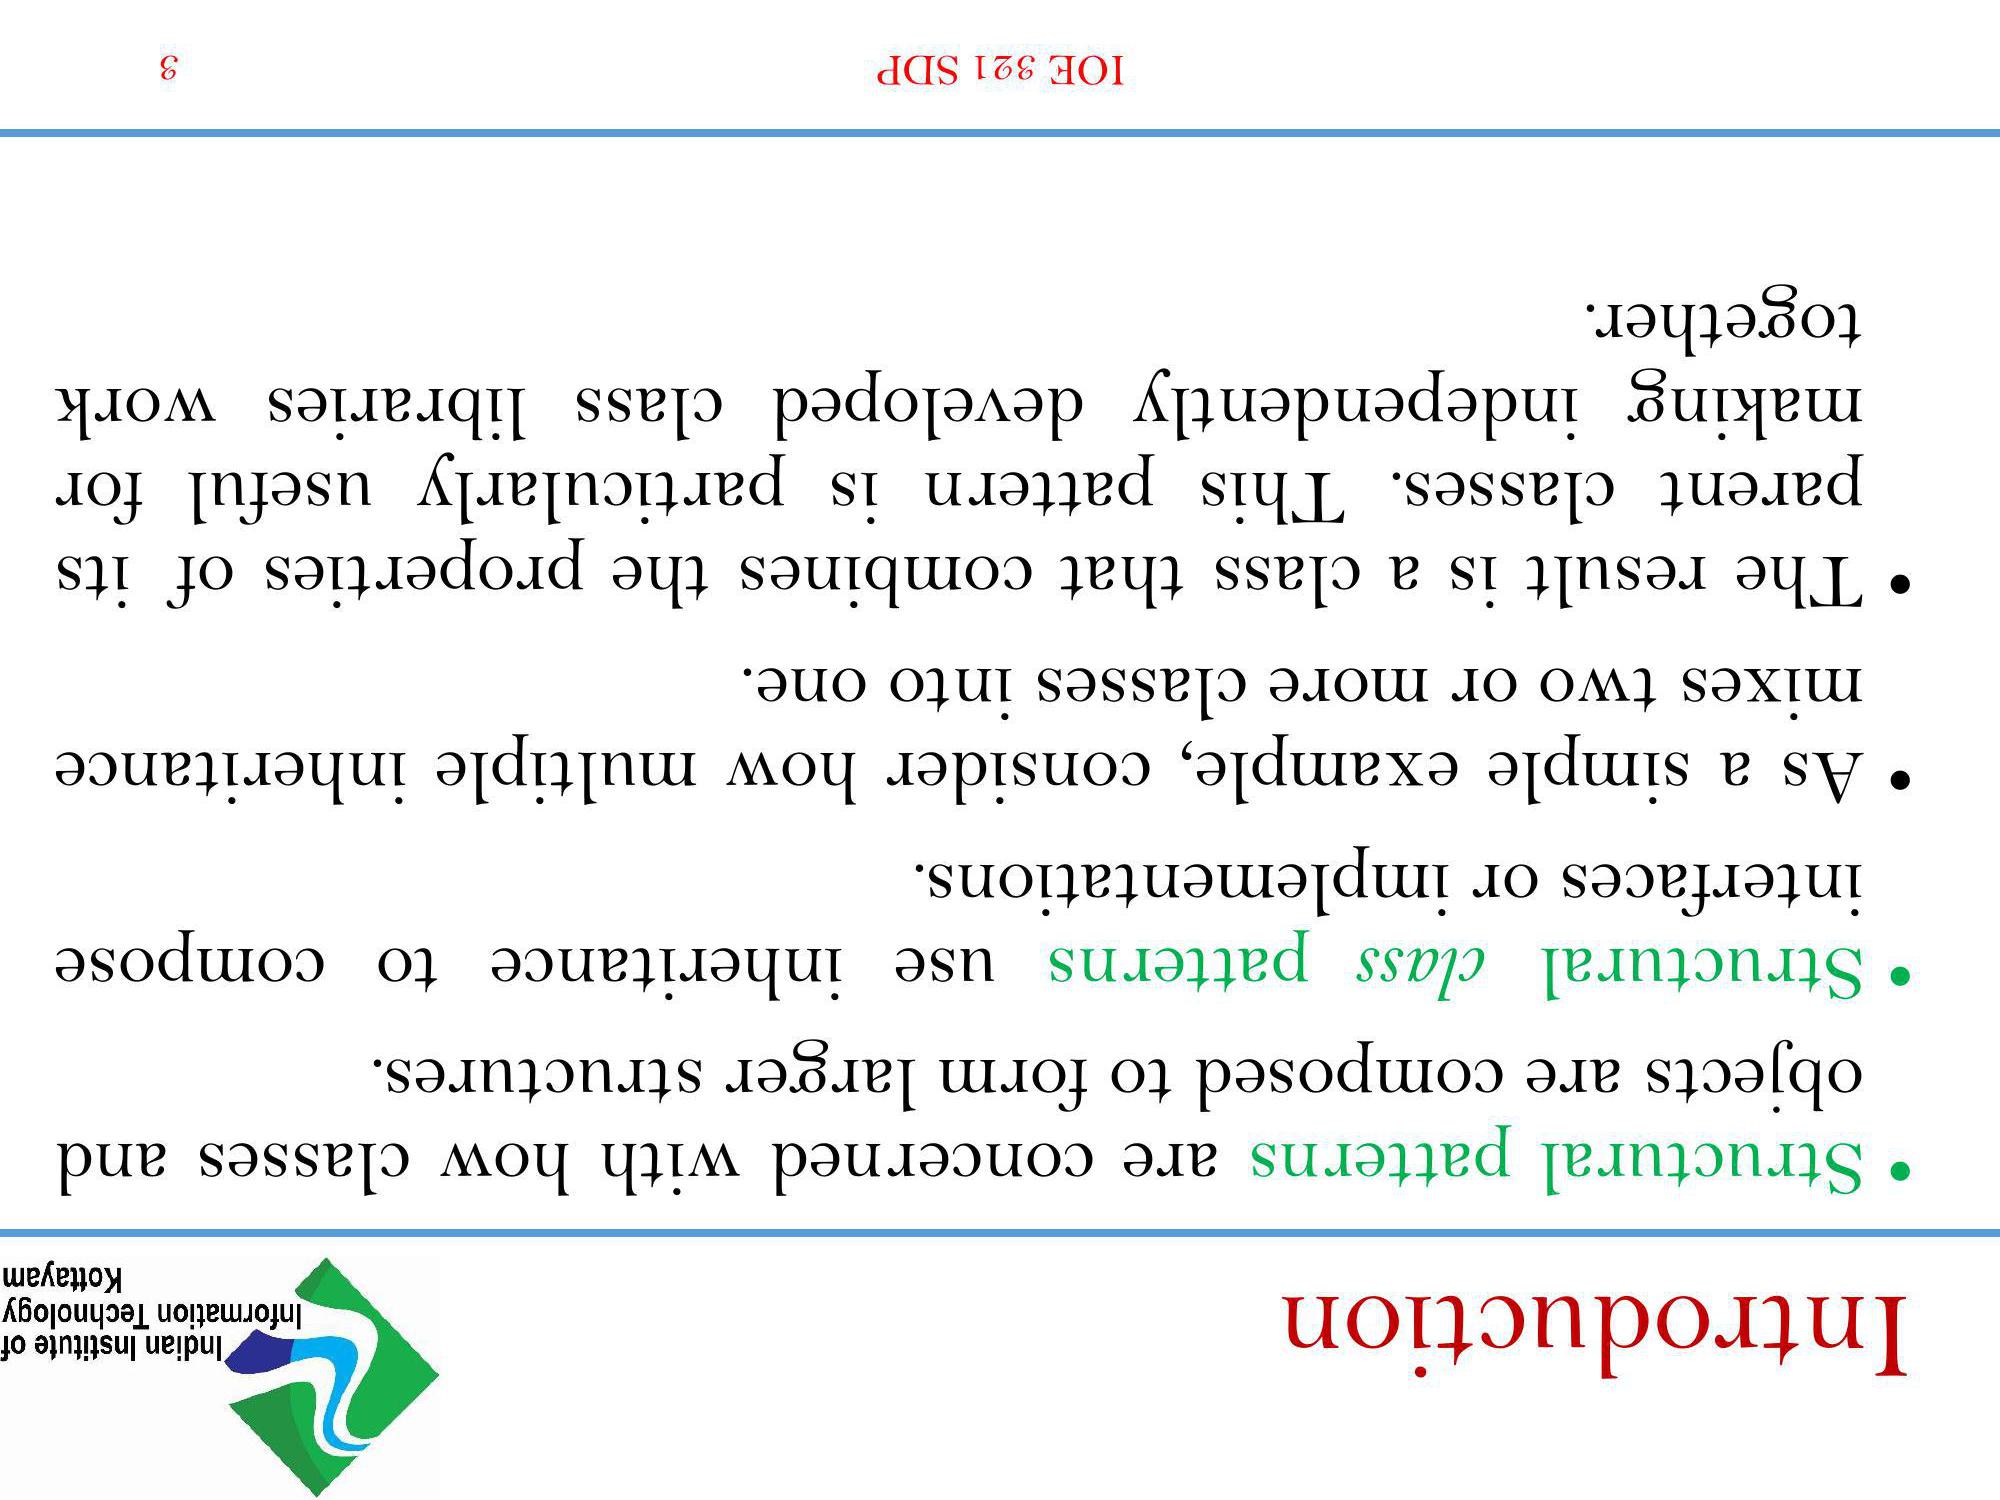 Introduction
Indian Institute of
Information Technology
Kottayam
• Structural patterns are concerned with how classes and
objects are composed to form larger structures.
• Structural class patterns use inheritance to compose
interfaces or implementations.
• As a simple example, consider how multiple inheritance
mixes two or more classes into one.
• The result is a class that combines the properties of its
parent classes. This pattern is particularly useful for
making independently developed class libraries work
together.
IOE 321 SDP
3